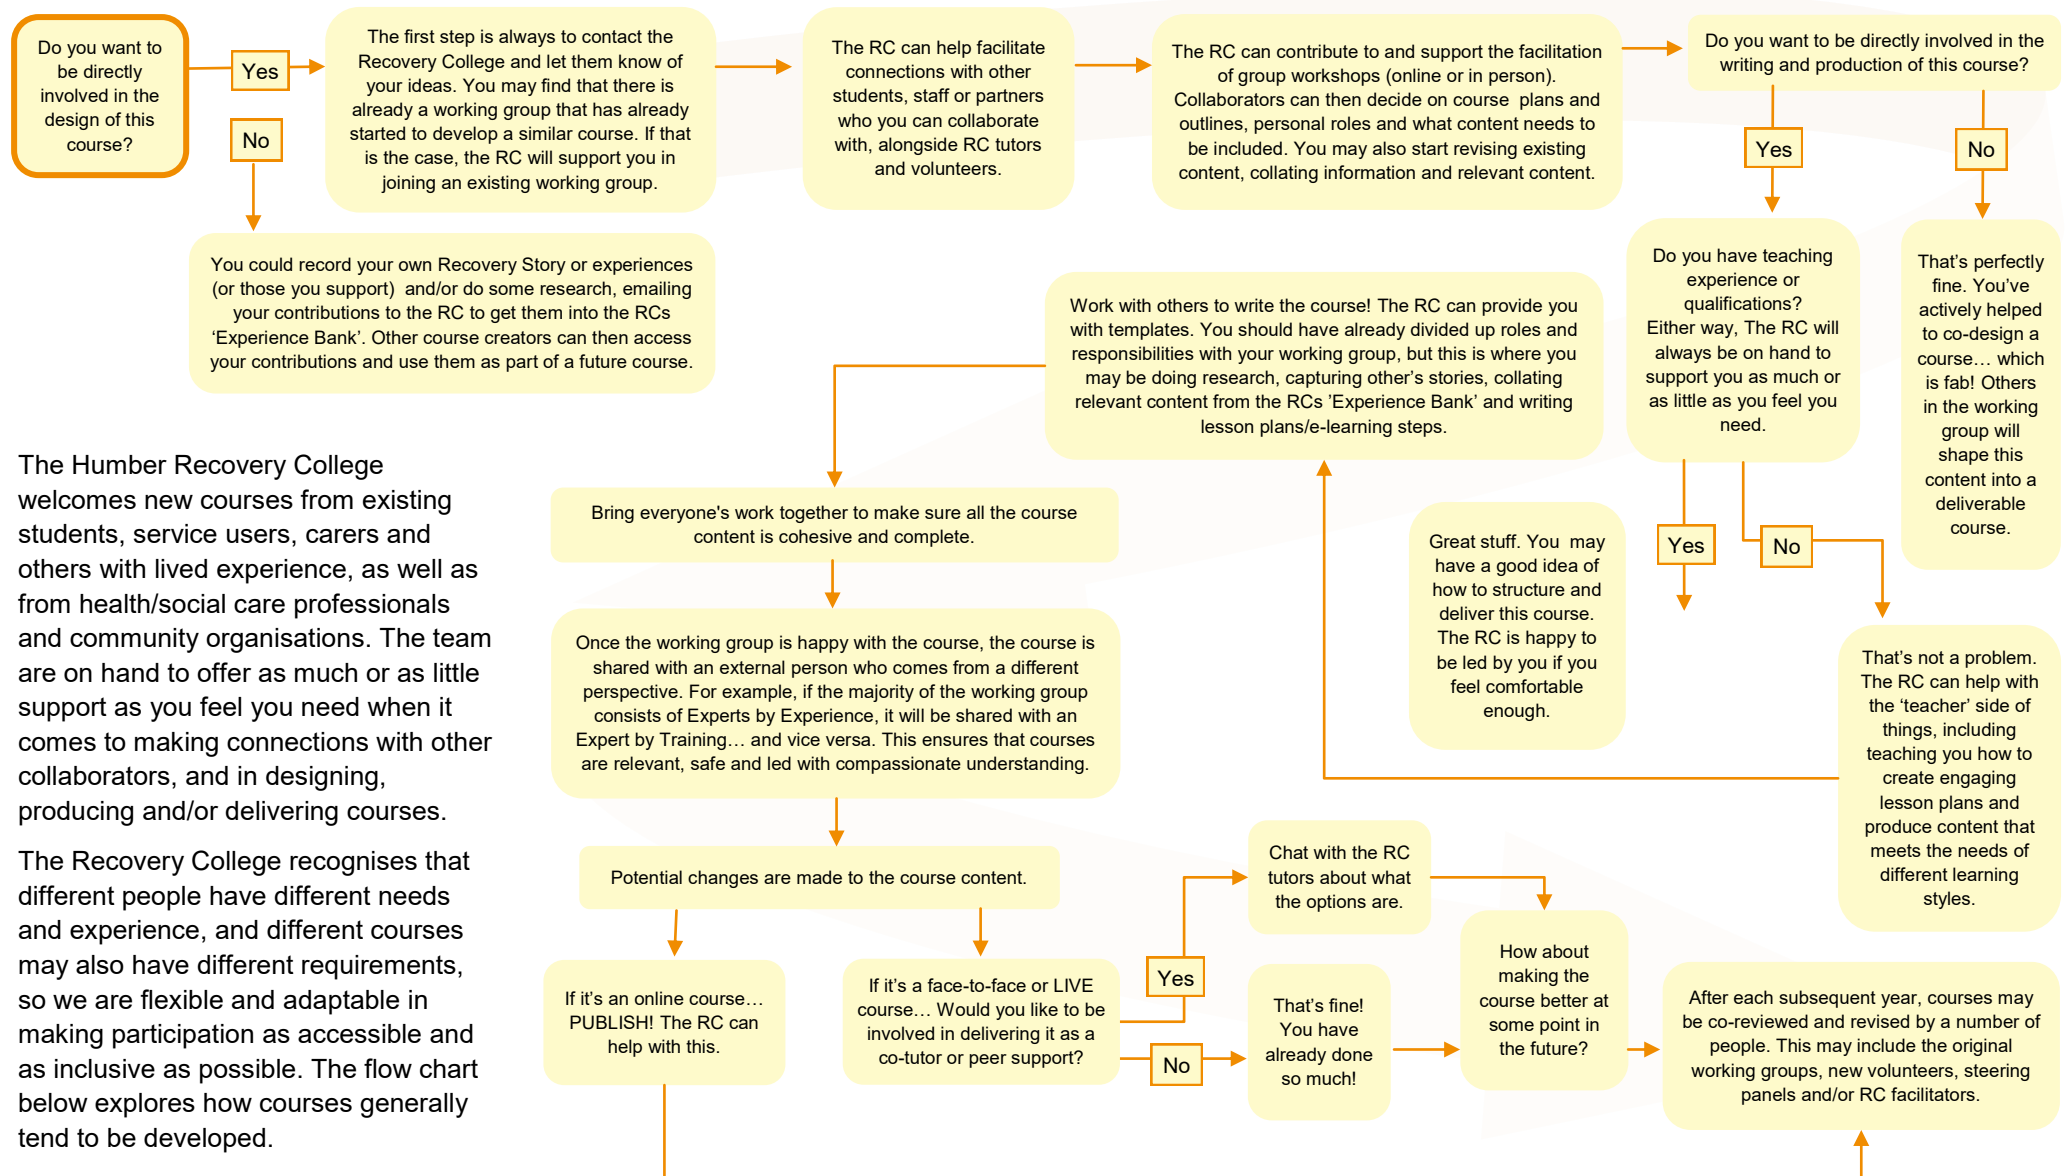 Do you want to
be directly
involved in the
design of this
course?
Yes
No
The first step is always to contact the
Recovery College and let them know of
your ideas. You may find that there is
already a working group that has already
started to develop a similar course. If that
is the case, the RC will support you in
joining an existing working group.
The RC can help facilitate
connections with other
students, staff or partners
who you can collaborate
with, alongside RC tutors
and volunteers.
The RC can contribute to and support the facilitation
of group workshops (online or in person).
Collaborators can then decide on course plans and
outlines, personal roles and what content needs to
be included. You may also start revising existing
content, collating information and relevant content.
Do you want to be directly involved in the
writing and production of this course?
Yes
No
You could record your own Recovery Story or experiences
(or those you support) and/or do some research, emailing
your contributions to the RC to get them into the RCs
‘Experience Bank’. Other course creators can then access
your contributions and use them as part of a future course.
Do you have teaching
experience or
qualifications?
Either way, The RC will
always be on hand to
support you as much or
as little as you feel you
need.
That’s perfectly
fine. You’ve
actively helped
to co-design a
course… which
is fab! Others
in the working
group will
shape this
content into a
deliverable
course.
Work with others to write the course! The RC can provide you
with templates. You should have already divided up roles and
responsibilities with your working group, but this is where you
may be doing research, capturing other’s stories, collating
relevant content from the RCs ’Experience Bank’ and writing
lesson plans/e-learning steps.
Yes
No
Great stuff. You may
have a good idea of
how to structure and
deliver this course.
The RC is happy to
be led by you if you
feel comfortable
enough.
That’s not a problem.
The RC can help with
the ‘teacher’ side of
things, including
teaching you how to
create engaging
lesson plans and
produce content that
meets the needs of
different learning
styles.
The Humber Recovery College
welcomes new courses from existing
students, service users, carers and
others with lived experience, as well as
from health/social care professionals
and community organisations. The team
are on hand to offer as much or as little
support as you feel you need when it
comes to making connections with other
collaborators, and in designing,
producing and/or delivering courses.
The Recovery College recognises that
different people have different needs
and experience, and different courses
may also have different requirements,
so we are flexible and adaptable in
making participation as accessible and
as inclusive as possible. The flow chart
below explores how courses generally
tend to be developed.
Bring everyone's work together to make sure all the course
content is cohesive and complete.
Once the working group is happy with the course, the course is
shared with an external person who comes from a different
perspective. For example, if the majority of the working group
consists of Experts by Experience, it will be shared with an
Expert by Training… and vice versa. This ensures that courses
are relevant, safe and led with compassionate understanding.
Potential changes are made to the course content.
If it’s an online course…
PUBLISH! The RC can
help with this.
If it’s a face-to-face or LIVE
course… Would you like to be
involved in delivering it as a
co-tutor or peer support?
Yes
No
Chat with the RC
tutors about what
the options are.
That’s fine!
You have
already done
so much!
How about
making the
course better at
some point in
the future?
After each subsequent year, courses may
be co-reviewed and revised by a number of
people. This may include the original
working groups, new volunteers, steering
panels and/or RC facilitators.